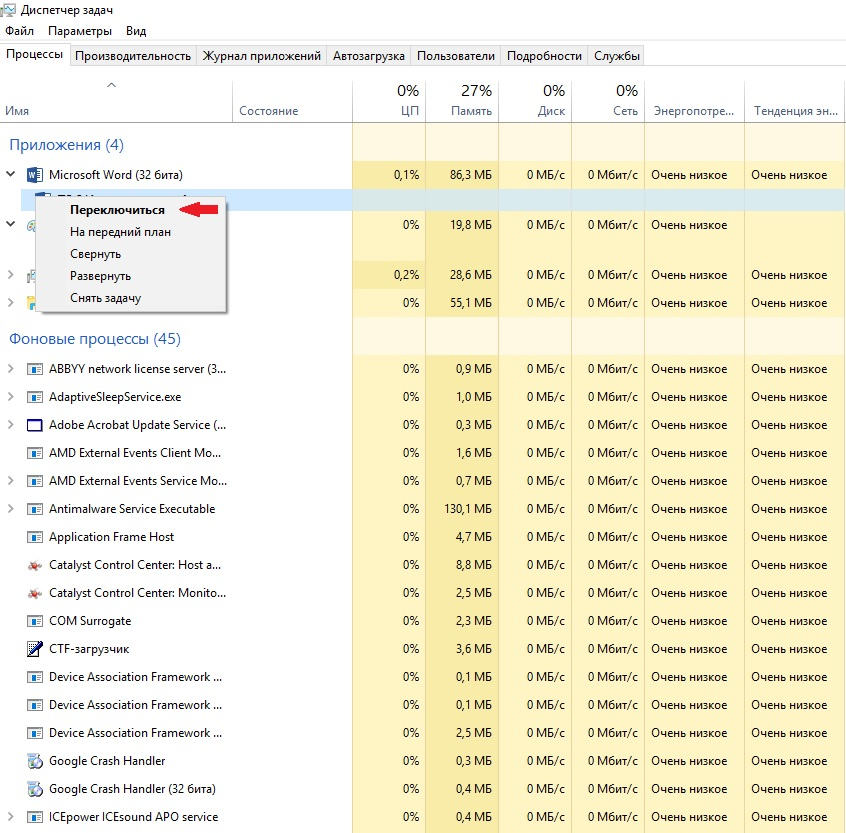 Диспетчер задач
Файл Параметры Вид
Процессы Производительность Журнал приложений Автозагрузка Пользователи Подробности Службы
0% 27% 0% 0%
Имя Состояние ЦП Память Диск Сеть Энергопотре... Тенденция эн...
Приложения (4)
Microsoft Word (32 бита) 0,1% 86,3 МБ 0 МБ/с 0 Мбит/с Очень низкое Очень низкое
Переключиться
На передний план 0% 19,8 МБ 0 МБ/с 0 Мбит/с Очень низкое
Свернуть
Развернуть 0,2% 28,6 МБ 0 МБ/с 0 Мбит/с Очень низкое Очень низкое
Снять задачу 0% 55,1 МБ 0 МБ/с 0 Мбит/с Очень низкое Очень низкое
Фоновые процессы (45)
ABBYY network license server (3... 0% 0,9 МБ 0 МБ/с 0 Мбит/с Очень низкое Очень низкое
AdaptiveSleepService.exe 0% 1,0 МБ 0 МБ/с 0 Мбит/с Очень низкое Очень низкое
Adobe Acrobat Update Service (... 0% 0,3 МБ 0 МБ/с 0 Мбит/с Очень низкое Очень низкое
AMD External Events Client Mo... 0% 1,6 МБ 0 МБ/с 0 Мбит/с Очень низкое Очень низкое
AMD External Events Service Mo... 0% 0,7 МБ 0 МБ/с 0 Мбит/с Очень низкое Очень низкое
Antimalware Service Executable 0% 130,1 МБ 0 МБ/с 0 Мбит/с Очень низкое Очень низкое
Application Frame Host 0% 4,7 МБ 0 МБ/с 0 Мбит/с Очень низкое Очень низкое
Catalyst Control Center: Host a... 0% 8,8 МБ 0 МБ/с 0 Мбит/с Очень низкое Очень низкое
Catalyst Control Center: Monito... 0% 2,5 МБ 0 МБ/с 0 Мбит/с Очень низкое Очень низкое
COM Surrogate 0% 2,3 МБ 0 МБ/с 0 Мбит/с Очень низкое Очень низкое
CTF-загрузчик 0% 3,6 МБ 0 МБ/с 0 Мбит/с Очень низкое Очень низкое
Device Association Framework ... 0% 0,1 МБ 0 МБ/с 0 Мбит/с Очень низкое Очень низкое
Device Association Framework ... 0% 0,1 МБ 0 МБ/с 0 Мбит/с Очень низкое Очень низкое
Device Association Framework ... 0% 2,5 МБ 0 МБ/с 0 Мбит/с Очень низкое Очень низкое
Google Crash Handler 0% 0,3 МБ 0 МБ/с 0 Мбит/с Очень низкое Очень низкое
Google Crash Handler (32 бита) 0% 0,4 МБ 0 МБ/с 0 Мбит/с Очень низкое Очень низкое
ICEpower ICEsound APO service 0% 0,4 МБ 0 МБ/с 0 Мбит/с Очень низкое Очень низкое